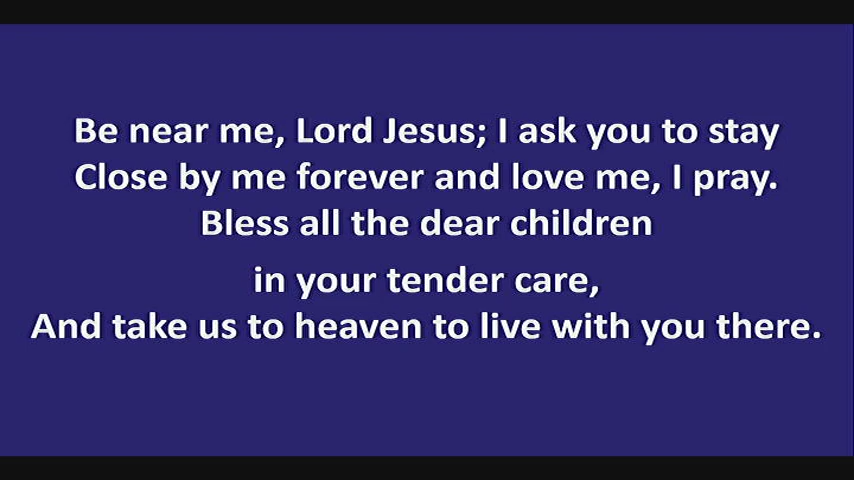 Be near me, Lord Jesus; I ask you to stay
Close by me forever and love me, I pray.
Bless all the dear children
in your tender care,
And take us to heaven to live with you there.